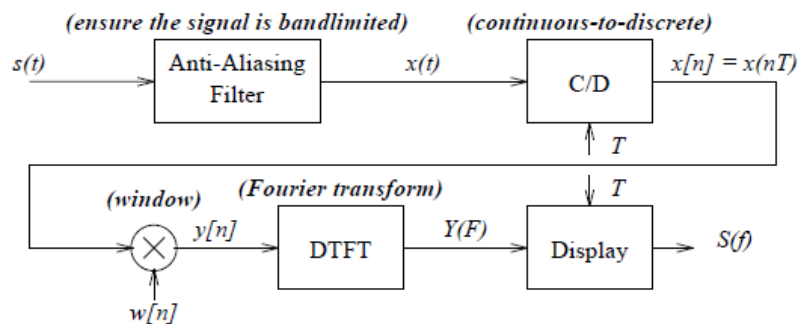 (ensure the signal is bandlimited)
(continuous-to-discrete)
s(t)
Anti-Aliasing
Filter
x(t)
C/D
x[n] = x(nT)
T
T
(window)
(Fourier transform)
y[n]
DTFT
Y(F)
Display
S(f)
w[n]